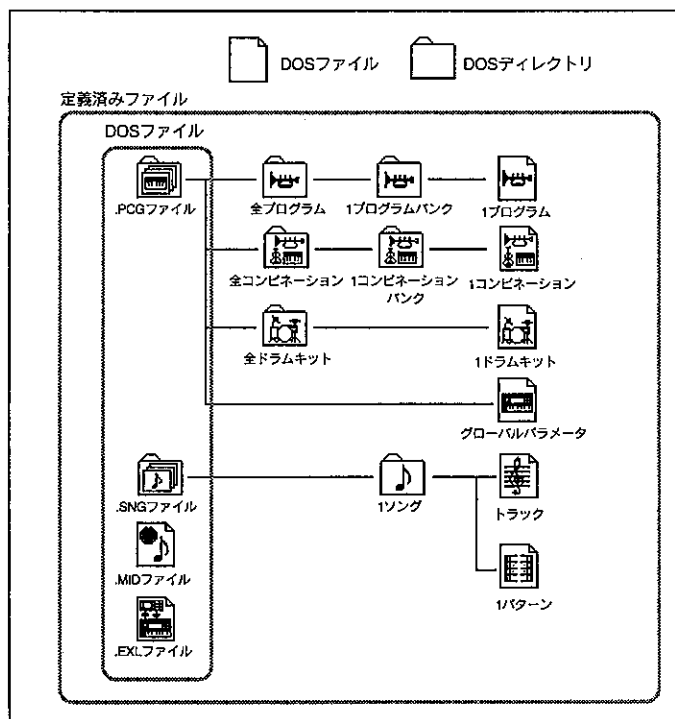 DOSファイル
DOSディレクトリ
定義済みファイル
DOSファイル
.PCGファイル
全プログラム
1プログラムバンク
1プログラム
全コンビネーション
1コンビネーション
バンク
1コンビネーション
全ドラムキット
1ドラムキット
グローバルパラメータ
.SNGファイル
1ソング
トラック
.MIDファイル
1パターン
.EXLファイル